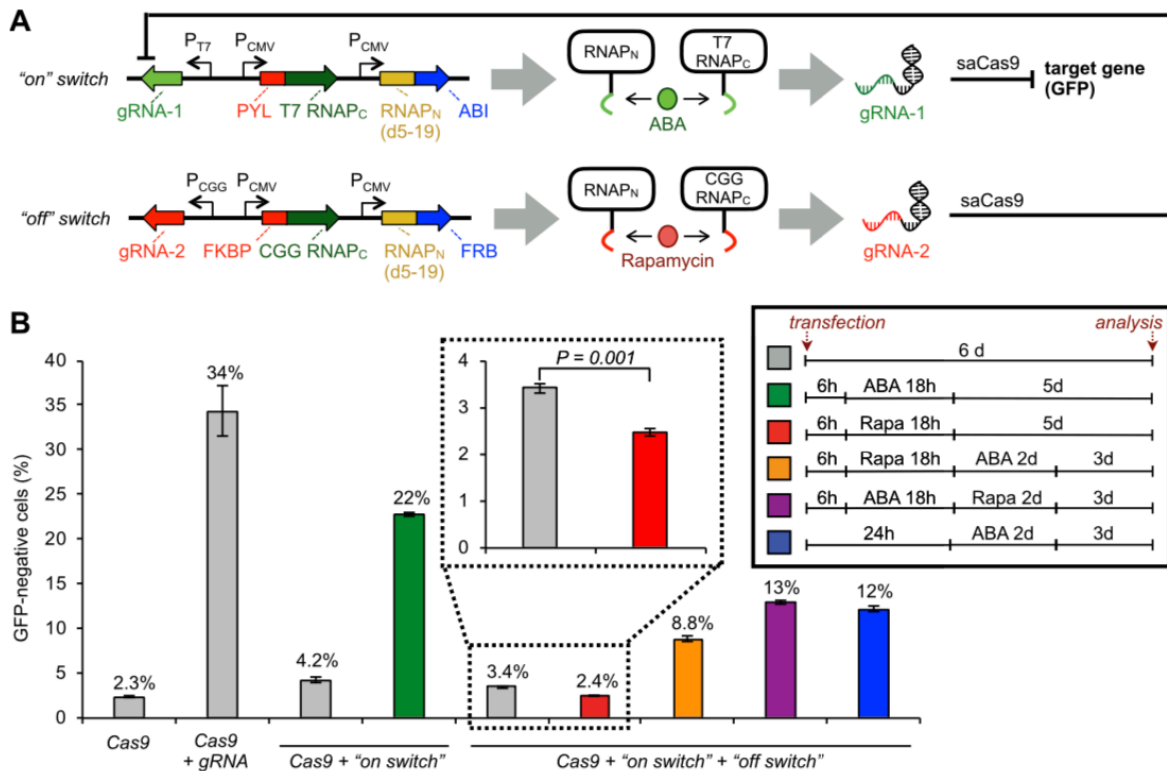 A
"on" switch
P_T7
P_CMV
P_CMV
gRNA-1
PYL
T7 RNAP_C
RNAP_N
(d5-19)
ABI
RNAP_N
T7
RNAP_C
ABA
gRNA-1
saCas9
target gene
(GFP)
"off" switch
P_CGG
P_CMV
P_CMV
gRNA-2
FKBP
CGG RNAP_C
RNAP_N
(d5-19)
FRB
RNAP_N
CGG
RNAP_C
Rapamycin
gRNA-2
saCas9
B
GFP-negative cels (%)
40
35
30
25
20
15
10
5
0
2.3%
34%
4.2%
22%
3.4%
2.4%
8.8%
13%
12%
4
3
2
1
0
P = 0.001
Cas9
Cas9
+ gRNA
Cas9 + "on switch"
Cas9 + "on switch" + "off switch"
transfection analysis
6 d
6h ABA 18h 5d
6h Rapa 18h 5d
6h Rapa 18h ABA 2d 3d
6h ABA 18h Rapa 2d 3d
24h ABA 2d 3d